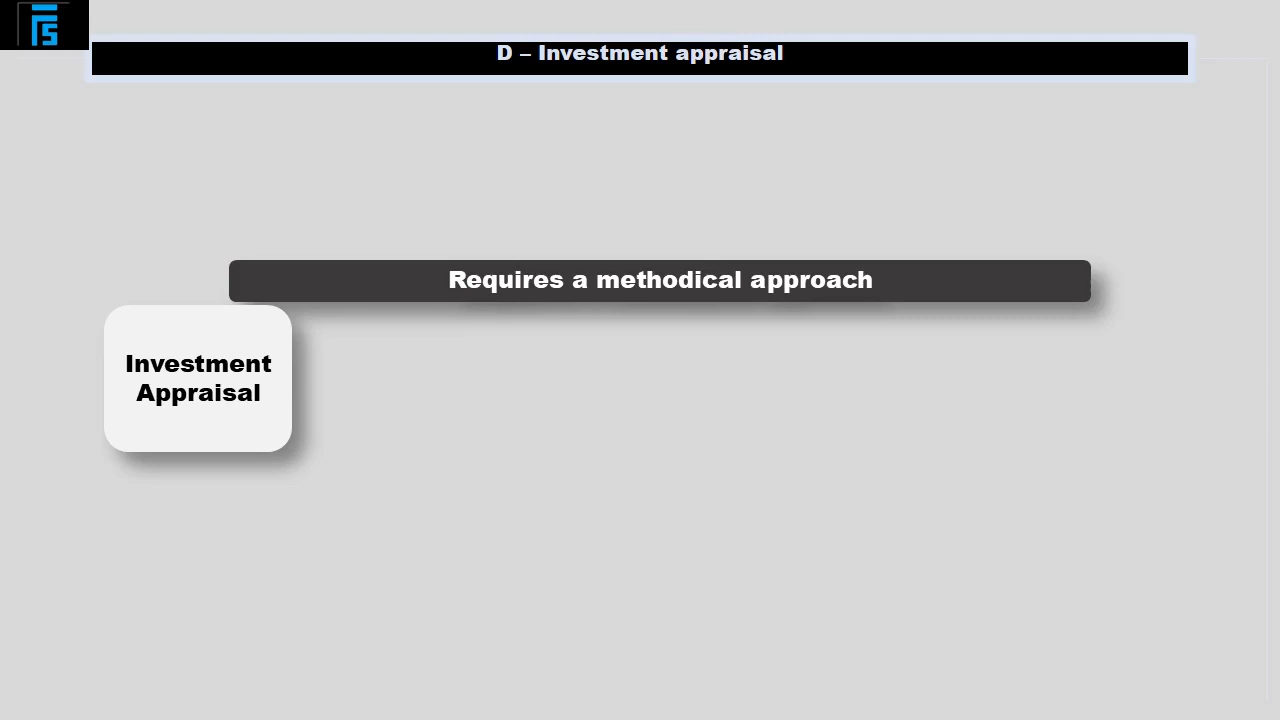 D – Investment appraisal
Requires a methodical approach
Investment
Appraisal